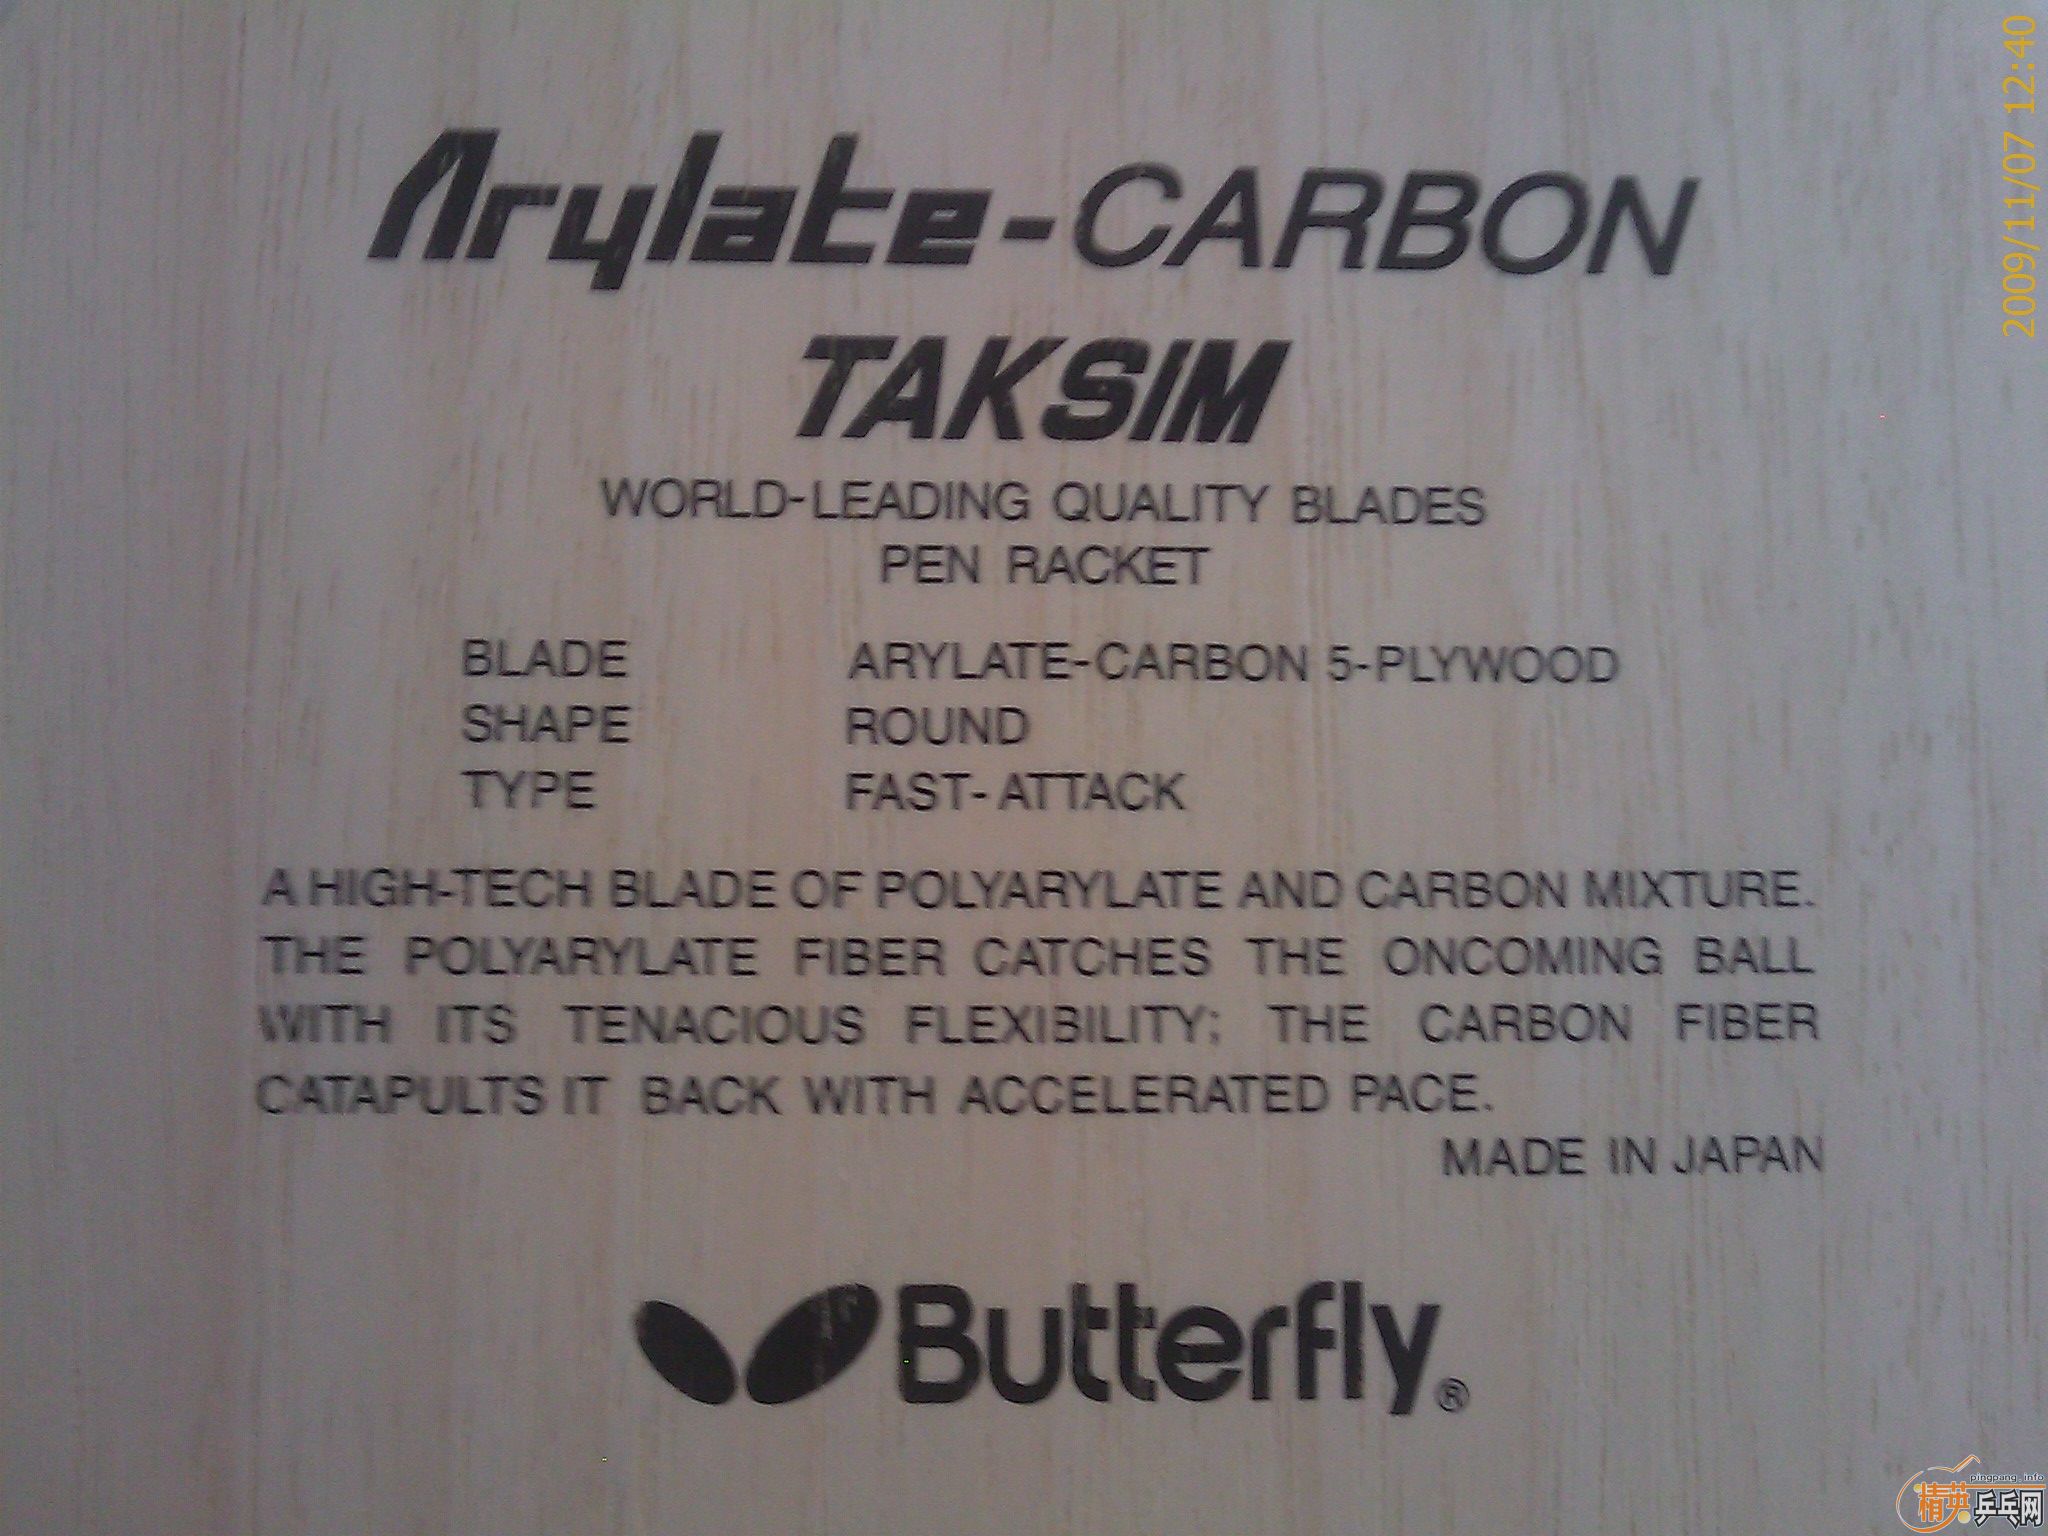 Arylate-CARBON
TAKSIM
WORLD-LEADING QUALITY BLADES
PEN RACKET
BLADE ARYLATE-CARBON 5-PLYWOOD
SHAPE ROUND
TYPE FAST-ATTACK
A HIGH-TECH BLADE OF POLYARYLATE AND CARBON MIXTURE.
THE POLYARYLATE FIBER CATCHES THE ONCOMING BALL
WITH ITS TENACIOUS FLEXIBILITY; THE CARBON FIBER
CATAPULTS IT BACK WITH ACCELERATED PACE.
MADE IN JAPAN
Butterfly®
2009/11/07 12:40
pingpang.info
精英乒乓网